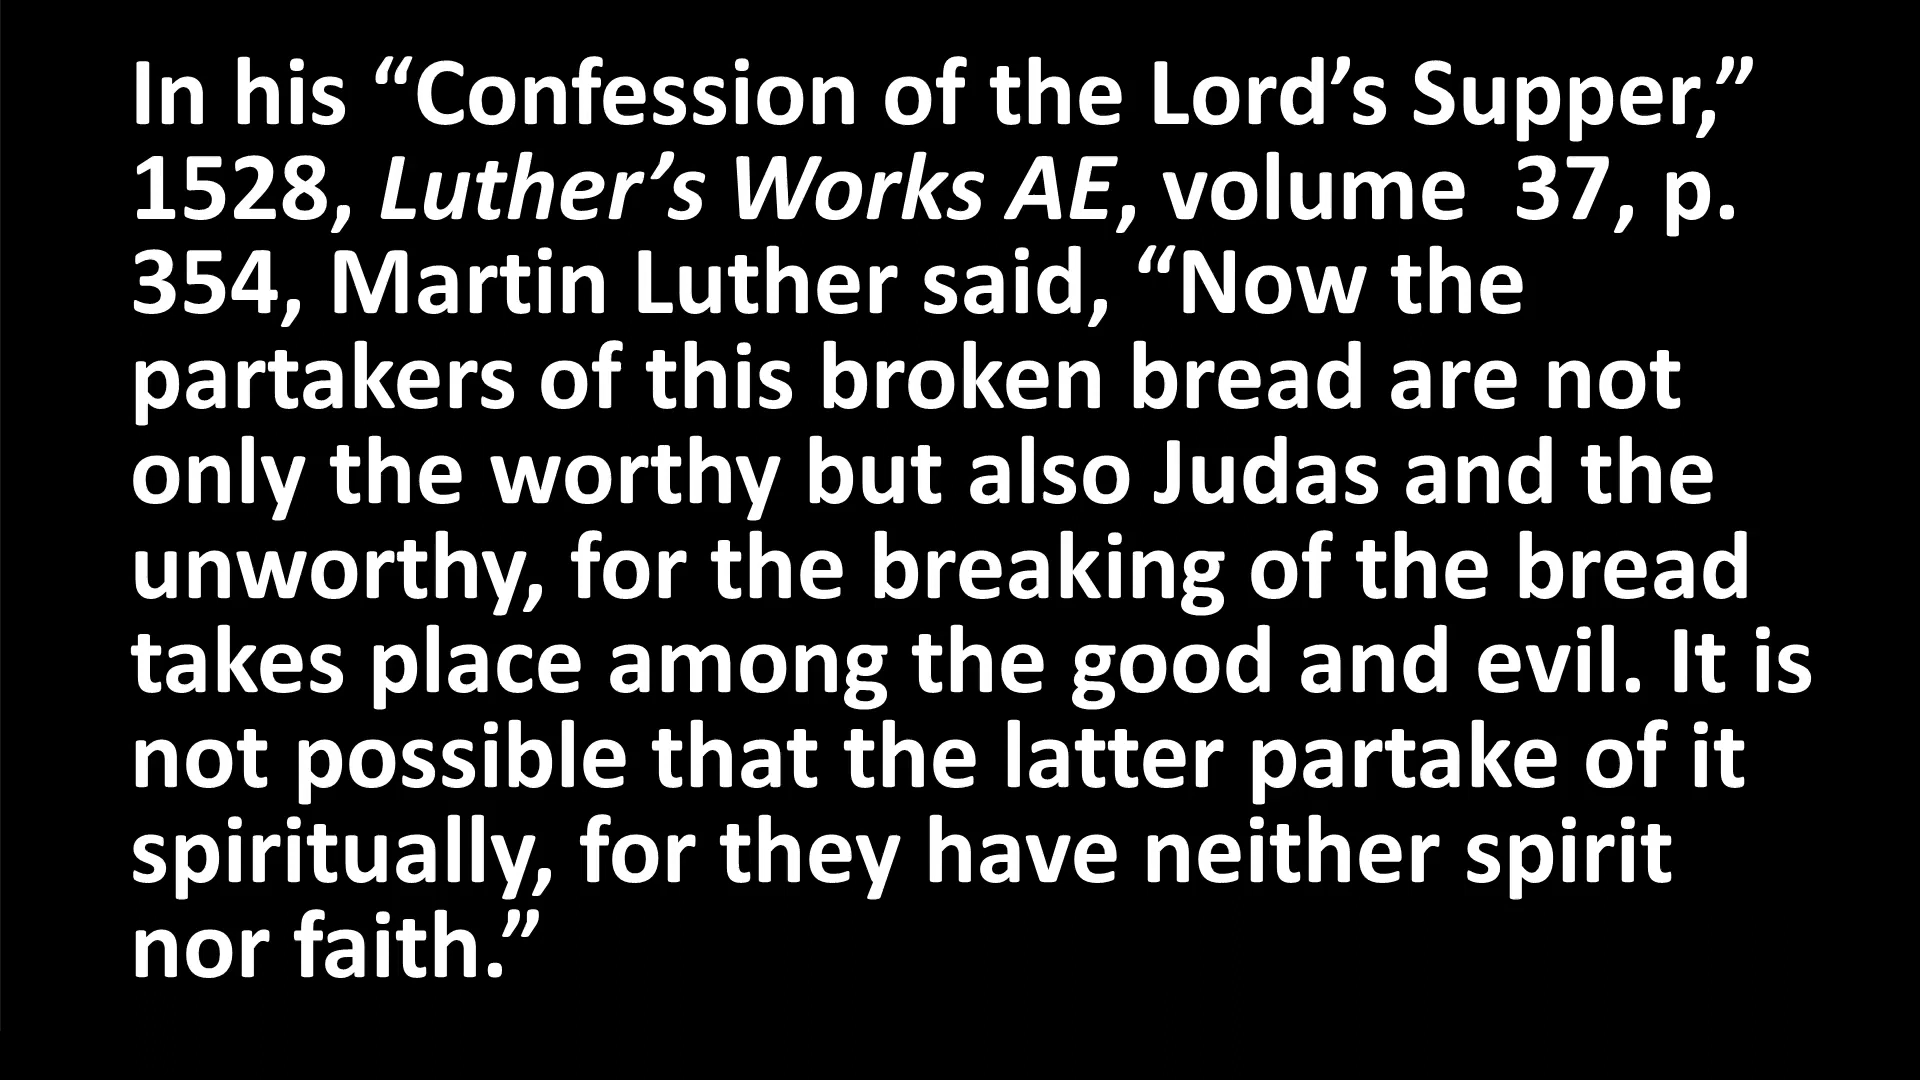 In his “Confession of the Lord’s Supper,”
1528, Luther’s Works AE, volume  37, p.
354, Martin Luther said, “Now the
partakers of this broken bread are not
only the worthy but also Judas and the
unworthy, for the breaking of the bread
takes place among the good and evil. It is
not possible that the latter partake of it
spiritually, for they have neither spirit
nor faith.”